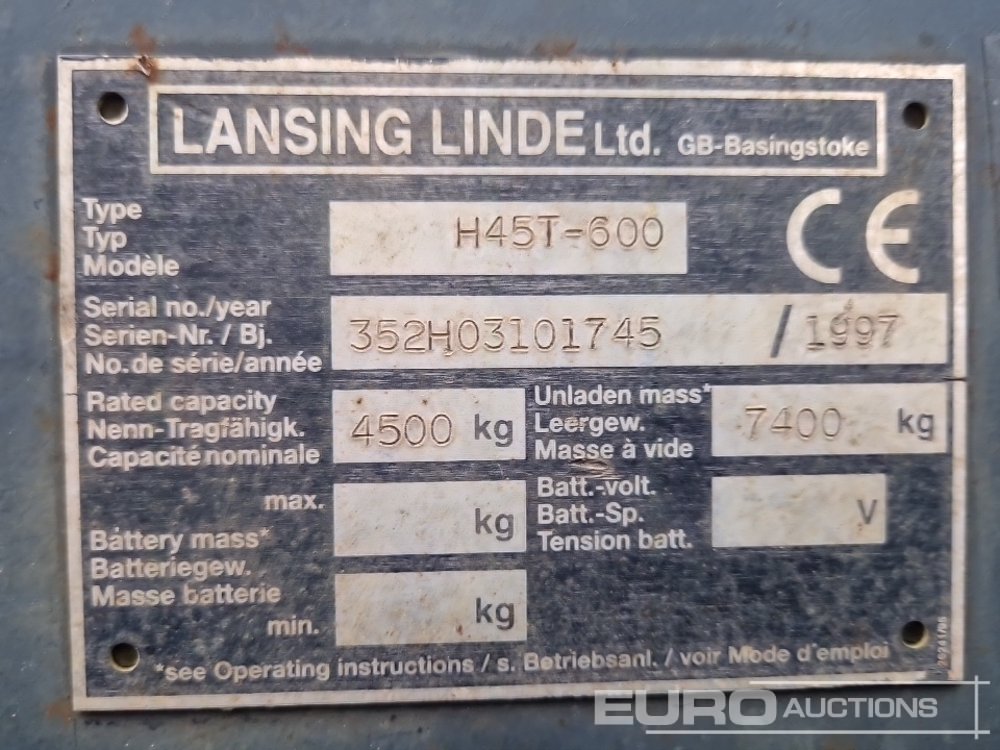 LANSING LINDE Ltd. GB-Basingstoke
CE
Type
Typ
Modèle
H45T-600
Serial no./year
Serien-Nr. / Bj.
No. de série/année
352H03101745 / 1997
Rated capacity
Nenn-Tragfähigk.
Capacité nominale
4500 kg
Unladen mass*
Leergew.
Masse à vide
7400 kg
max. kg
Battery mass*
Batteriegew.
Masse batterie
min. kg
Batt.-volt.
Batt.-Sp.
Tension batt.
V
*see Operating instructions / s. Betriebsanl. / voir Mode d'emploi
EURO AUCTIONS